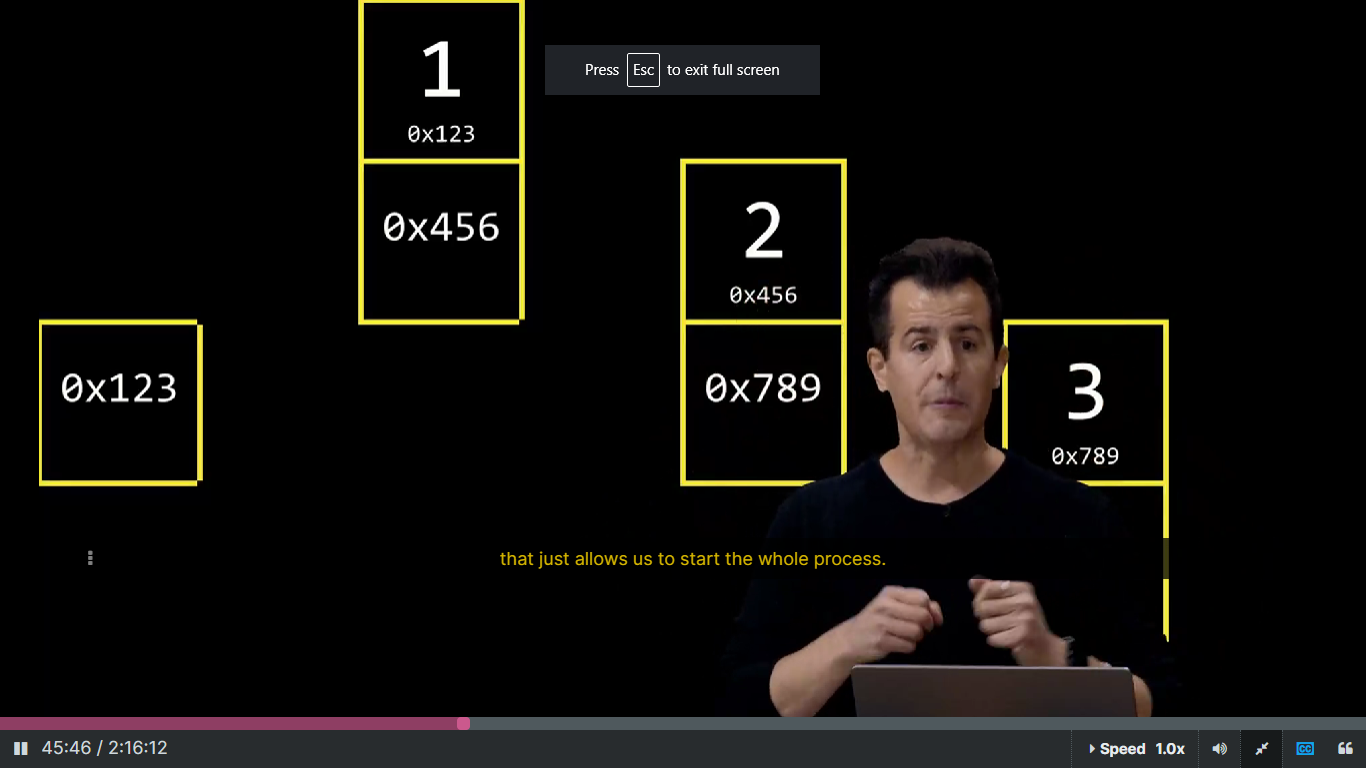 1
0x123
Press Esc to exit full screen
0x456
2
0x456
0x123
0x789
3
0x789
that just allows us to start the whole process.
45:46 / 2:16:12
Speed 1.0x
CC